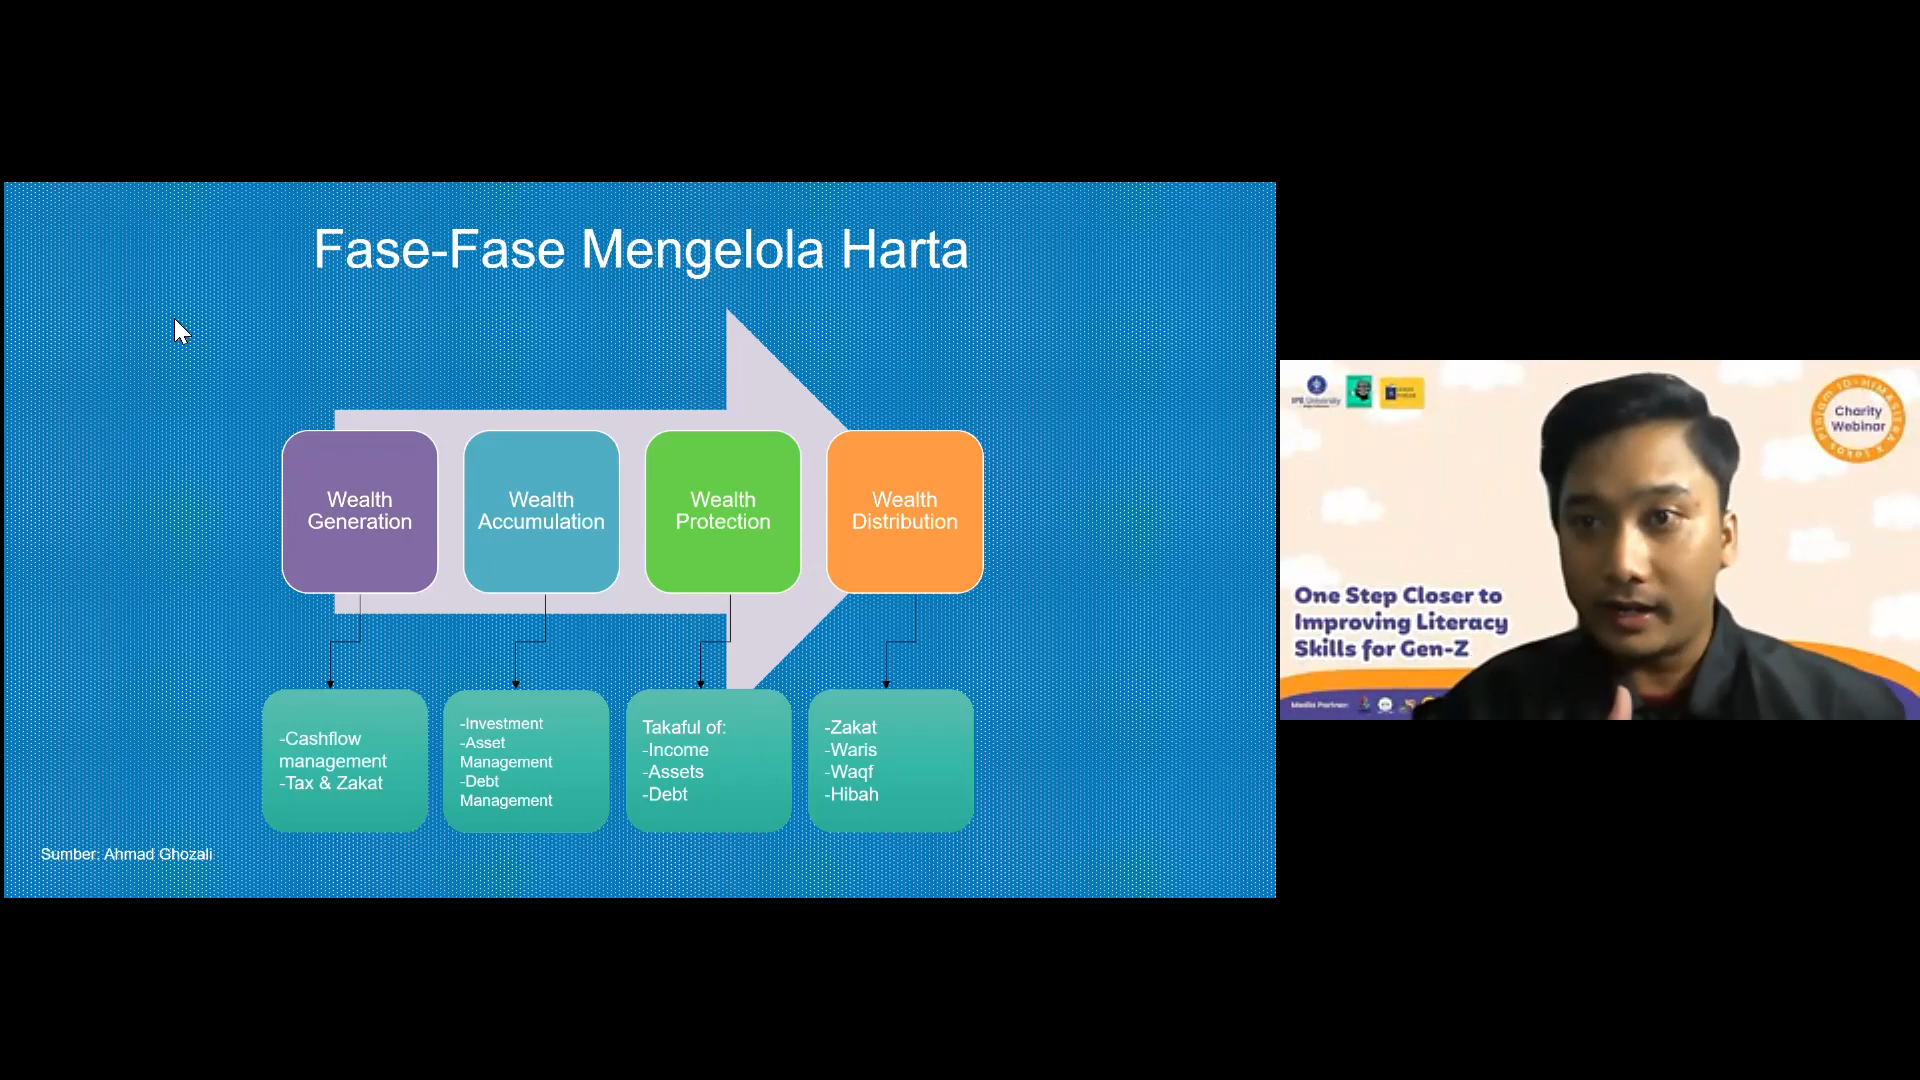 Fase-Fase Mengelola Harta
Wealth
Generation
Wealth
Accumulation
Wealth
Protection
Wealth
Distribution
-Cashflow
management
-Tax & Zakat
-Investment
-Asset
Management
-Debt
Management
Takaful of:
-Income
-Assets
-Debt
-Zakat
-Waris
-Waqf
-Hibah
Sumber: Ahmad Ghozali
IPB University
Charity
Webinar
One Step Closer to
Improving Literacy
Skills for Gen-Z
Media Partner: